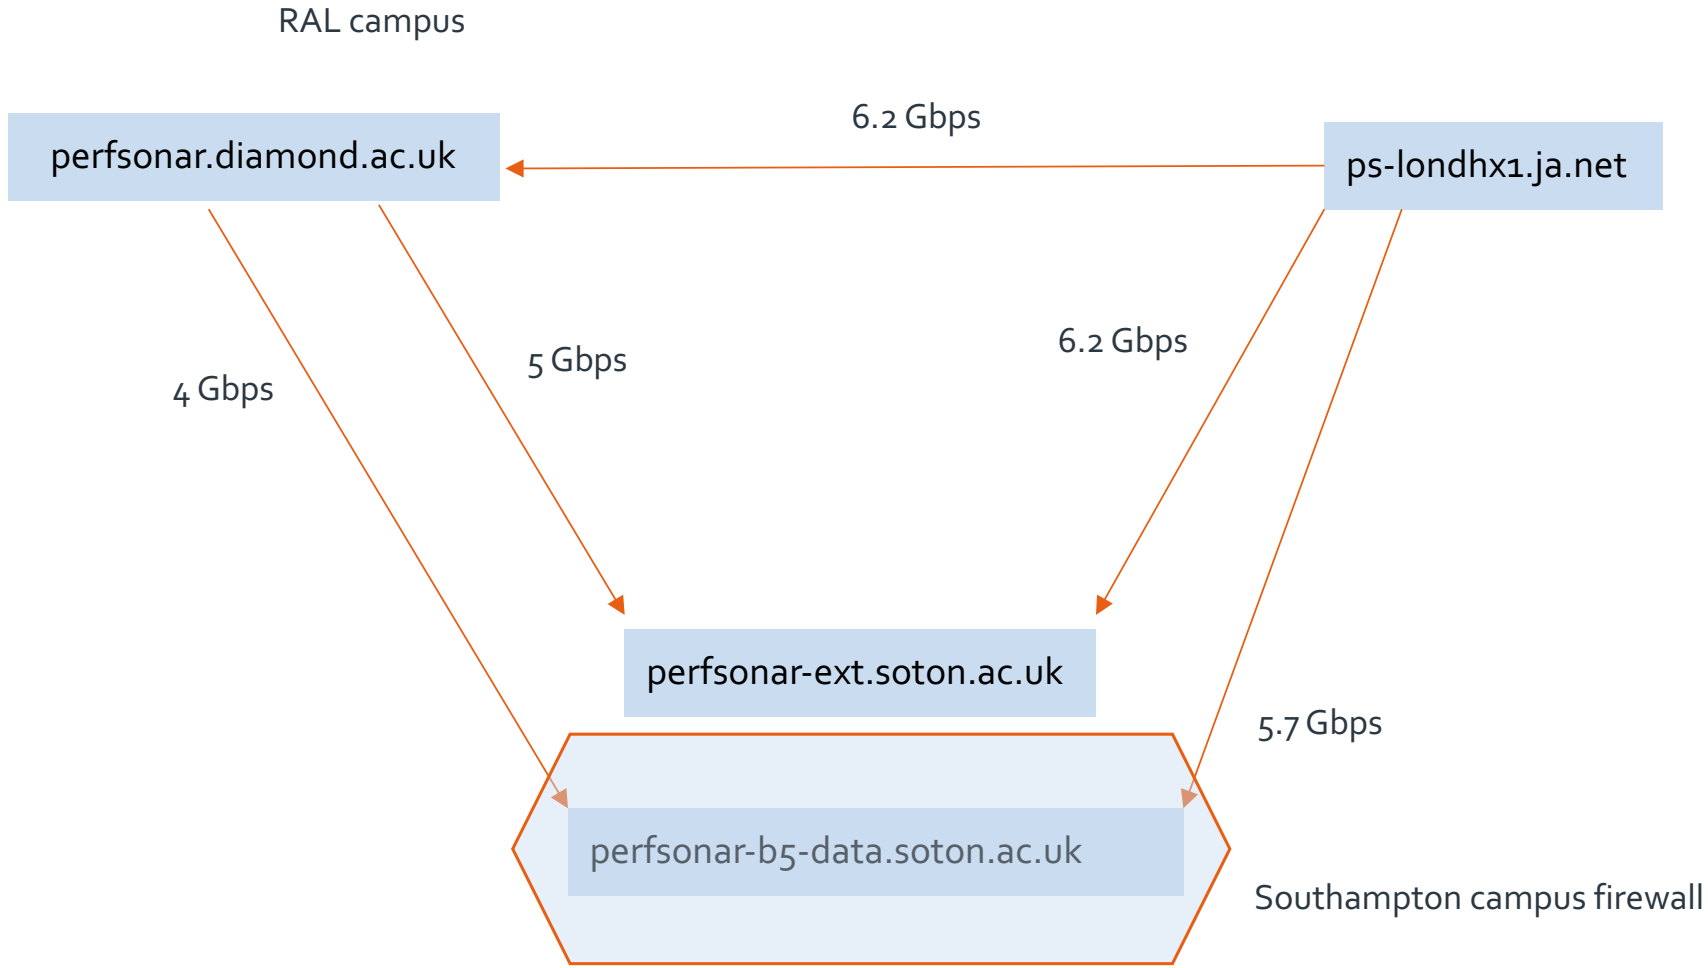 RAL campus
6.2 Gbps
perfsonar.diamond.ac.uk
ps-londhx1.ja.net
6.2 Gbps
5 Gbps
4 Gbps
perfsonar-ext.soton.ac.uk
5.7 Gbps
perfsonar-b5-data.soton.ac.uk
Southampton campus firewall